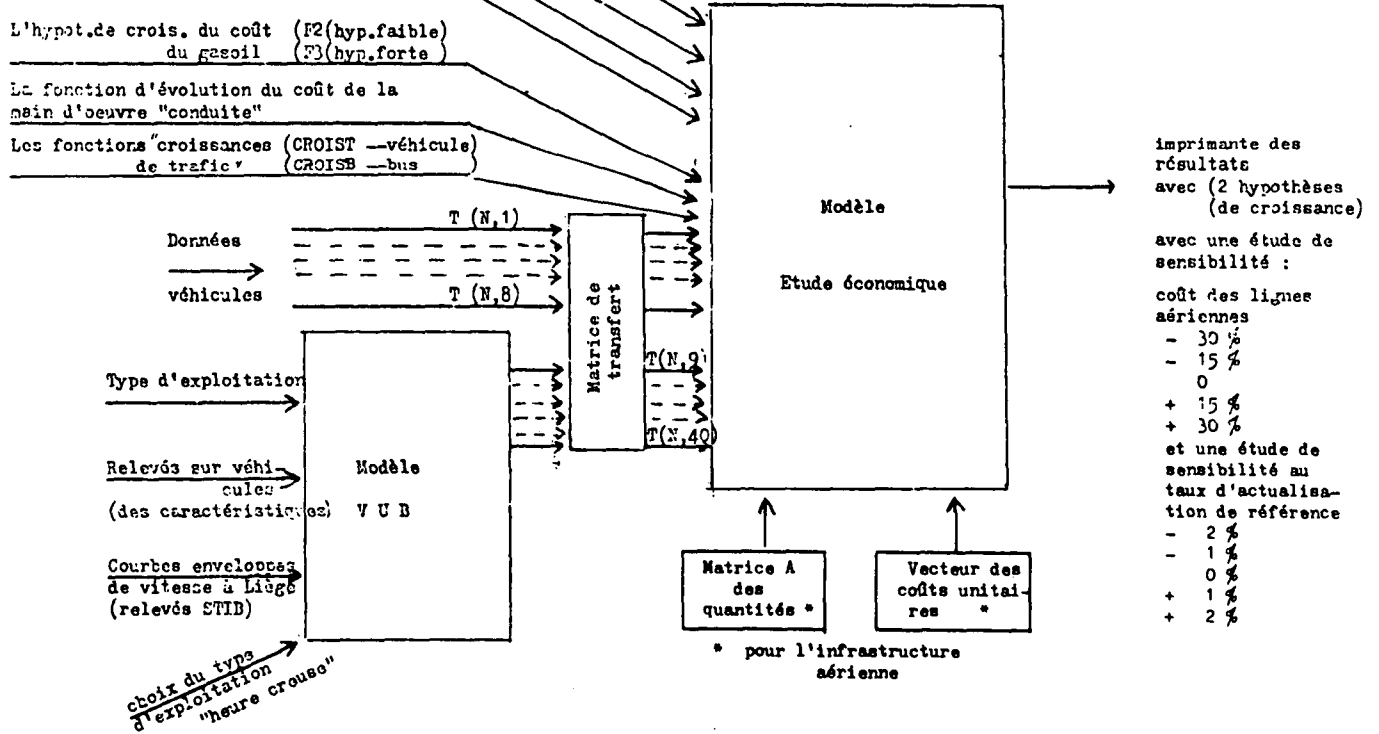 L'hypot.de crois. du coût (F2(hyp.faible)
du gasoil (F3(hyp.forte )
La fonction d'évolution du coût de la
main d'oeuvre "conduite"
Les fonctions "croissances (CROIST —véhicule)
de trafic" (CROISB —bus )
Données
véhicules
T (N,1)
T (N,8)
Matrice de
transfert
T(N,9)
T(N,40)
Type d'exploitation
Relevés sur véhi-
cules
(des caractéristiques)
Courbes enveloppes
de vitesse à Liège
(relevés STIB)
choix du type
d'exploitation
"heure creuse"
Modèle
V U B
Modèle
Etude économique
Matrice A
des
quantités *
Vecteur des
coûts unitai-
res *
* pour l'infrastructure
aérienne
imprimante des
résultats
avec (2 hypothèses
(de croissance)
avec une étude de
sensibilité :
coût des lignes
aériennes
- 30 %
- 15 %
0
+ 15 %
+ 30 %
et une étude de
sensibilité au
taux d'actualisa-
tion de référence
- 2 %
- 1 %
0 %
+ 1 %
+ 2 %